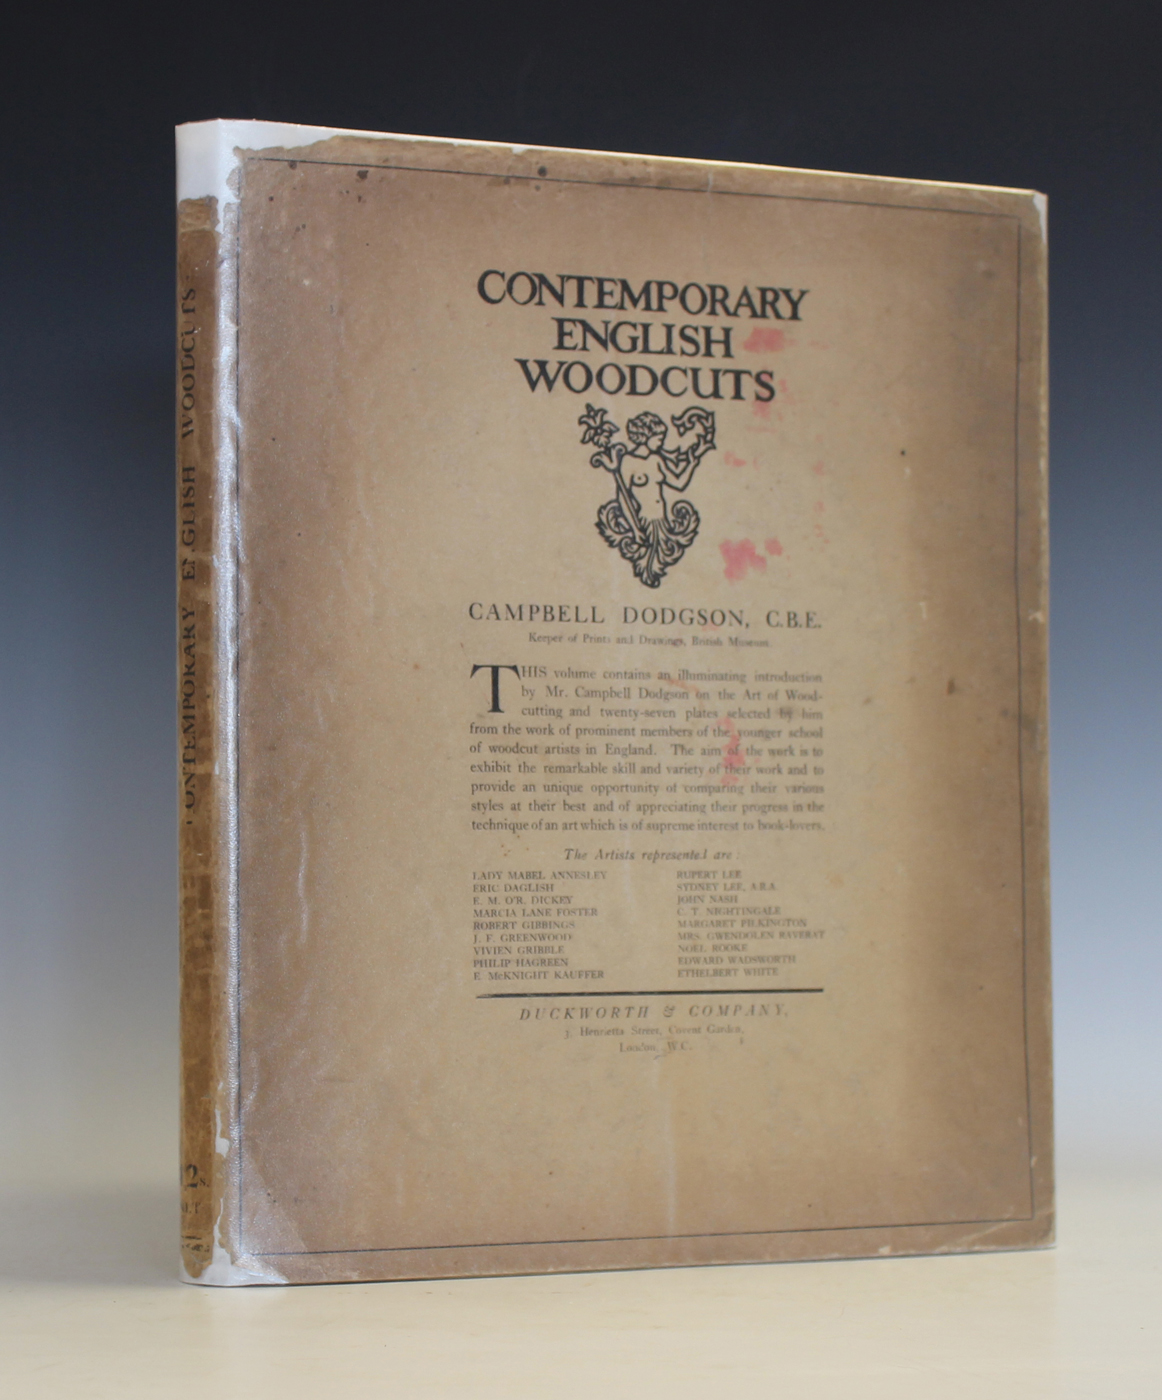 CONTEMPORARY
ENGLISH
WOODCUTS
CAMPBELL DODGSON, C.B.E.
Keeper of Prints and Drawings, British Museum.
THIS volume contains an illuminating introduction
by Mr. Campbell Dodgson on the Art of Wood-
cutting and twenty-seven plates selected by him
from the work of prominent members of the younger school
of woodcut artists in England. The aim of the work is to
exhibit the remarkable skill and variety of their work and to
provide an unique opportunity of comparing their various
styles at their best and of appreciating their progress in the
technique of an art which is of supreme interest to book-lovers.
The Artists represented are :
LADY MABEL ANNESLEY
ERIC DAGLISH
E. M. O'R. DICKEY
MARCIA LANE FOSTER
ROBERT GIBBINGS
J. F. GREENWOOD
VIVIEN GRIBBLE
PHILIP HAGREEN
E. McKNIGHT KAUFFER
RUPERT LEE
SYDNEY LEE, A.R.A.
JOHN NASH
C. T. NIGHTINGALE
MARGARET PILKINGTON
MRS. GWENDOLEN RAVERAT
NOEL ROOKE
EDWARD WADSWORTH
ETHELBERT WHITE
DUCKWORTH & COMPANY,
3, Henrietta Street, Covent Garden,
London, W.C.
CONTEMPORARY ENGLISH WOODCUTS